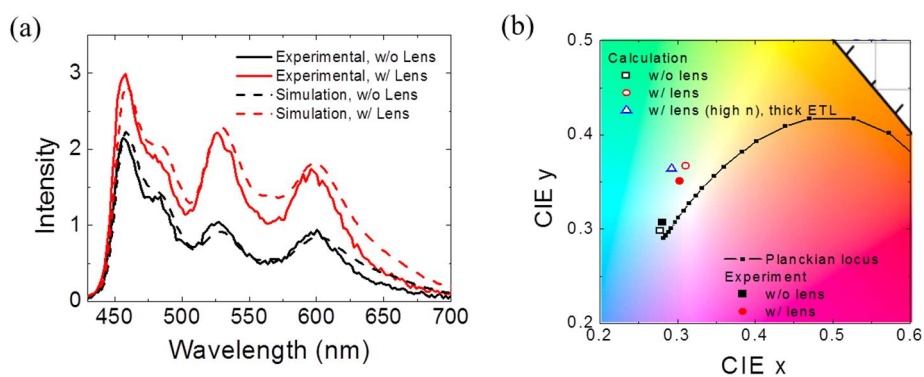 (a)
Experimental, w/o Lens
Experimental, w/ Lens
Simulation, w/o Lens
Simulation, w/ Lens
3
2
1
0
Intensity
450 500 550 600 650 700
Wavelength (nm)
(b)
Calculation
w/o lens
w/ lens
w/ lens (high n), thick ETL
Planckian locus
Experiment
w/o lens
w/ lens
0.5
0.4
0.3
0.2
CIE y
0.2 0.3 0.4 0.5 0.6
CIE x